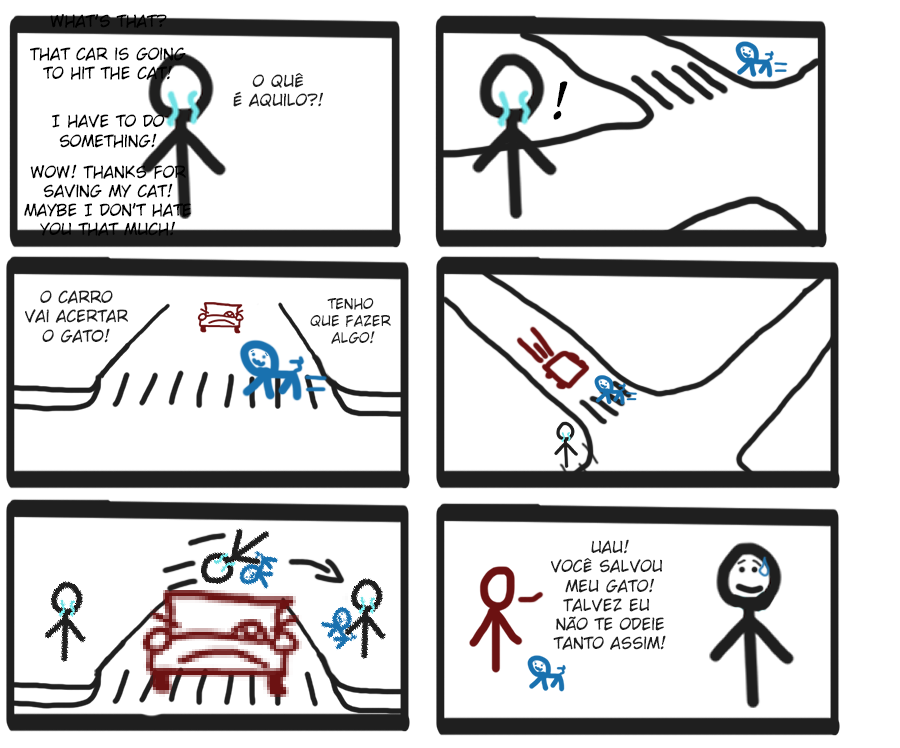 WHAT'S THAT?
THAT CAR IS GOING
TO HIT THE CAT!
I HAVE TO DO
SOMETHING!
WOW! THANKS FOR
SAVING MY CAT!
MAYBE I DON'T HATE
YOU THAT MUCH!
O QUÊ
É AQUILO?!
!
O CARRO
VAI ACERTAR
O GATO!
TENHO
QUE FAZER
ALGO!
UAU!
VOCÊ SALVOU
MEU GATO!
TALVEZ EU
NÃO TE ODEIE
TANTO ASSIM!